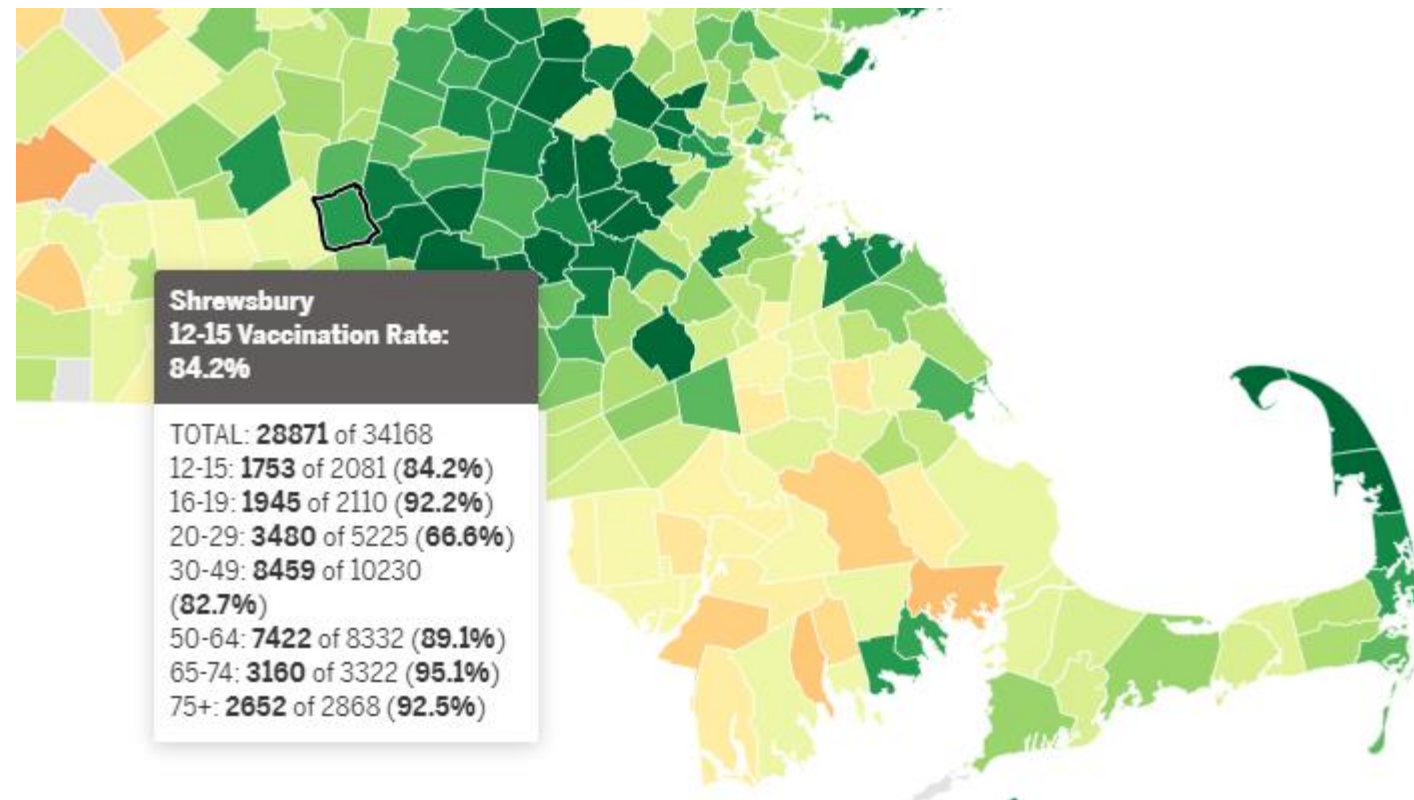 Shrewsbury
12-15 Vaccination Rate:
84.2%
TOTAL: 28871 of 34168
12-15: 1753 of 2081 (84.2%)
16-19: 1945 of 2110 (92.2%)
20-29: 3480 of 5225 (66.6%)
30-49: 8459 of 10230
(82.7%)
50-64: 7422 of 8332 (89.1%)
65-74: 3160 of 3322 (95.1%)
75+: 2652 of 2868 (92.5%)